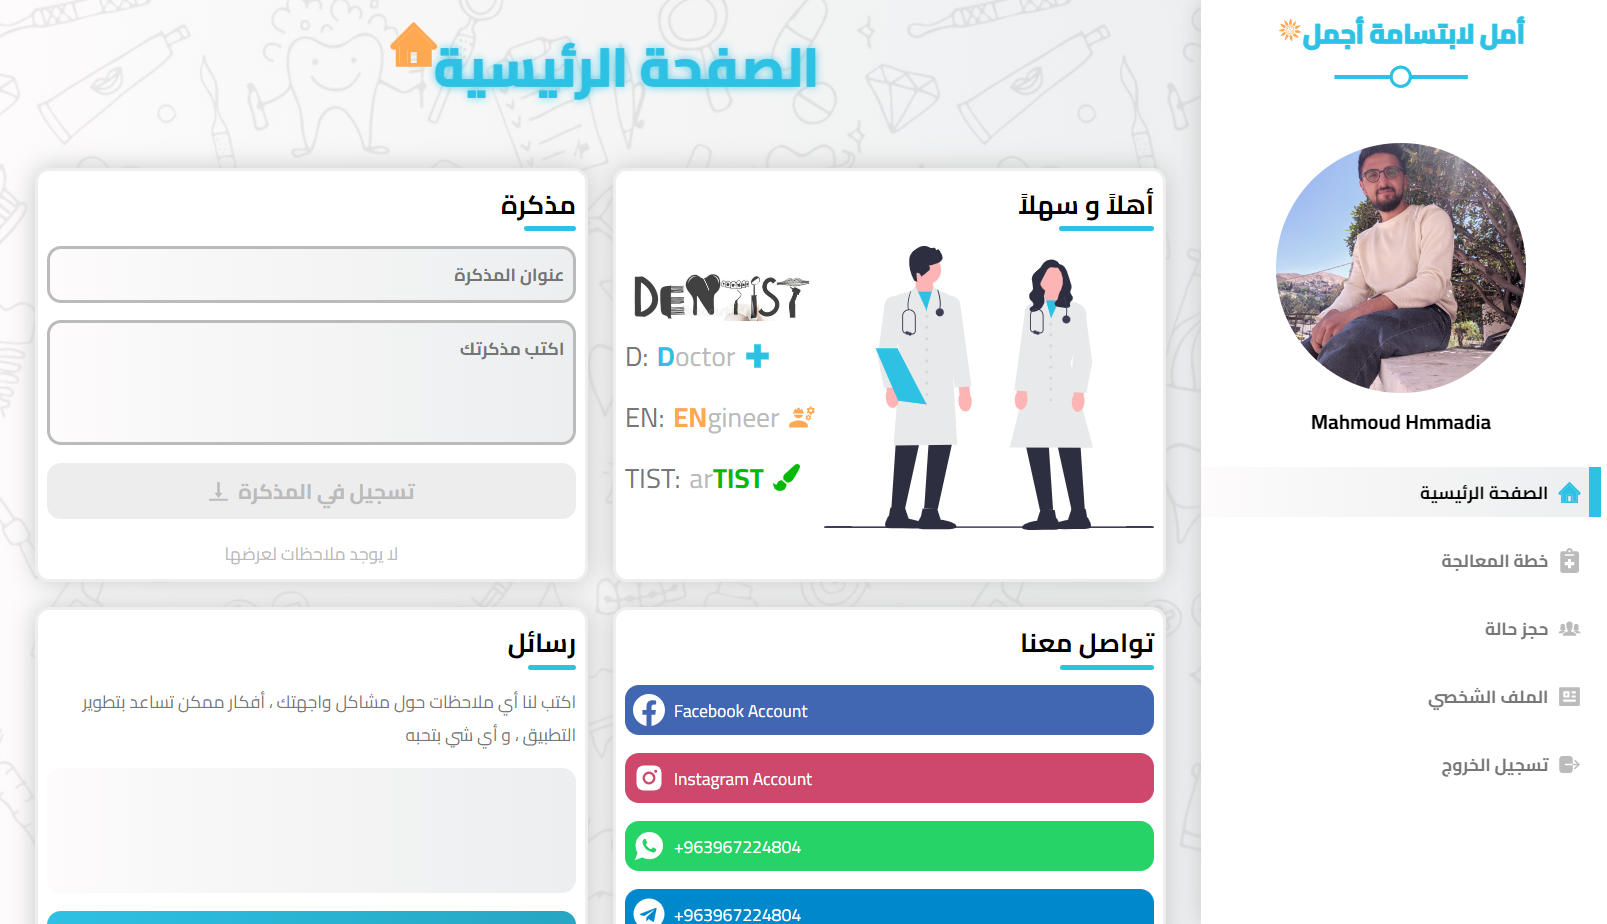 أمل لابتسامة أجمل
Mahmoud Hmmadia
الصفحة الرئيسية
خطة المعالجة
حجز حالة
الملف الشخصي
تسجيل الخروج
الصفحة الرئيسية
أهلاً و سهلاً
DENTIST
D: Doctor
EN: ENgineer
TIST: arTIST
مذكرة
عنوان المذكرة
اكتب مذكرتك
تسجيل في المذكرة
لا يوجد ملاحظات لعرضها
تواصل معنا
Facebook Account
Instagram Account
+963967224804
+963967224804
رسائل
اكتب لنا أي ملاحظات حول مشاكل واجهتك ، أفكار ممكن تساعد بتطوير
التطبيق ، و أي شي بتحبه